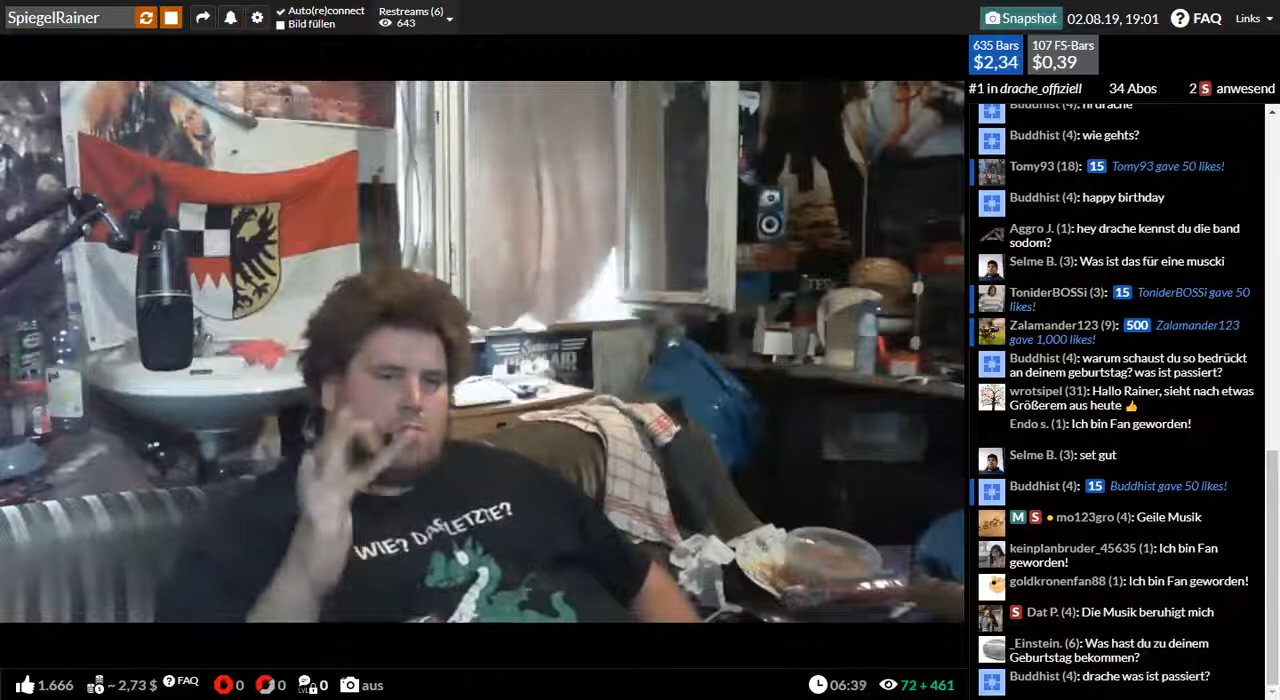 SpiegelRainer
Auto(re)connect
Bild füllen
Restreams (6)
643
Snapshot
02.08.19, 19:01
FAQ
Links
635 Bars
$2,34
107 FS-Bars
$0,39
#1 in drache_offiziell
34 Abos
2 S anwesend
Buddhist (4): hi drache
Buddhist (4): wie gehts?
Tomy93 (18): 15 Tomy93 gave 50 likes!
Buddhist (4): happy birthday
Aggro J. (1): hey drache kennst du die band
sodom?
Selme B. (3): Was ist das für eine muscki
ToniderBOSSi (3): 15 ToniderBOSSi gave 50
likes!
Zalamander123 (9): 500 Zalamander123
gave 1,000 likes!
Buddhist (4): warum schaust du so bedrückt
an deinem geburtstag? was ist passiert?
wrotsipel (31): Hallo Rainer, sieht nach etwas
Größerem aus heute 👍
Endo s. (1): Ich bin Fan geworden!
Selme B. (3): set gut
Buddhist (4): 15 Buddhist gave 50 likes!
M S mo123gro (4): Geile Musik
keinplanbruder_45635 (1): Ich bin Fan
geworden!
goldkronenfan88 (1): Ich bin Fan geworden!
S Dat P. (4): Die Musik beruhigt mich
_Einstein. (6): Was hast du zu deinem
Geburtstag bekommen?
Buddhist (4): drache was ist passiert?
WIE? DAS LETZTE?
1.666
~ 2,73 $
FAQ
0
0
LVL
0
aus
06:39
72 + 461